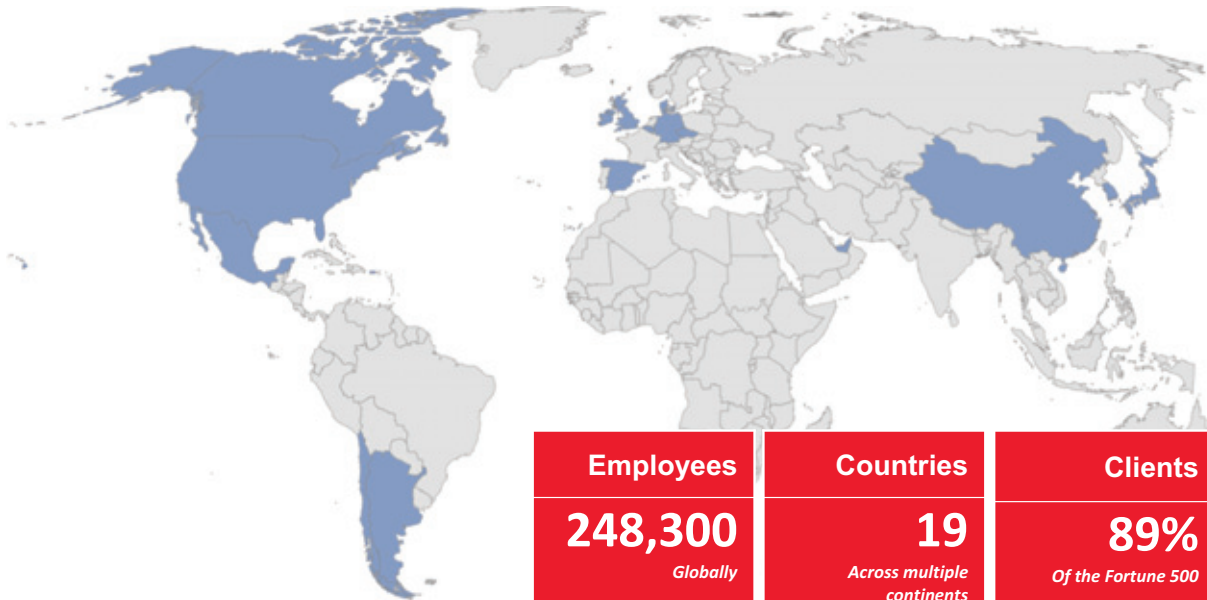 Employees
248,300
Globally
Countries
19
Across multiple
continents
Clients
89%
Of the Fortune 500